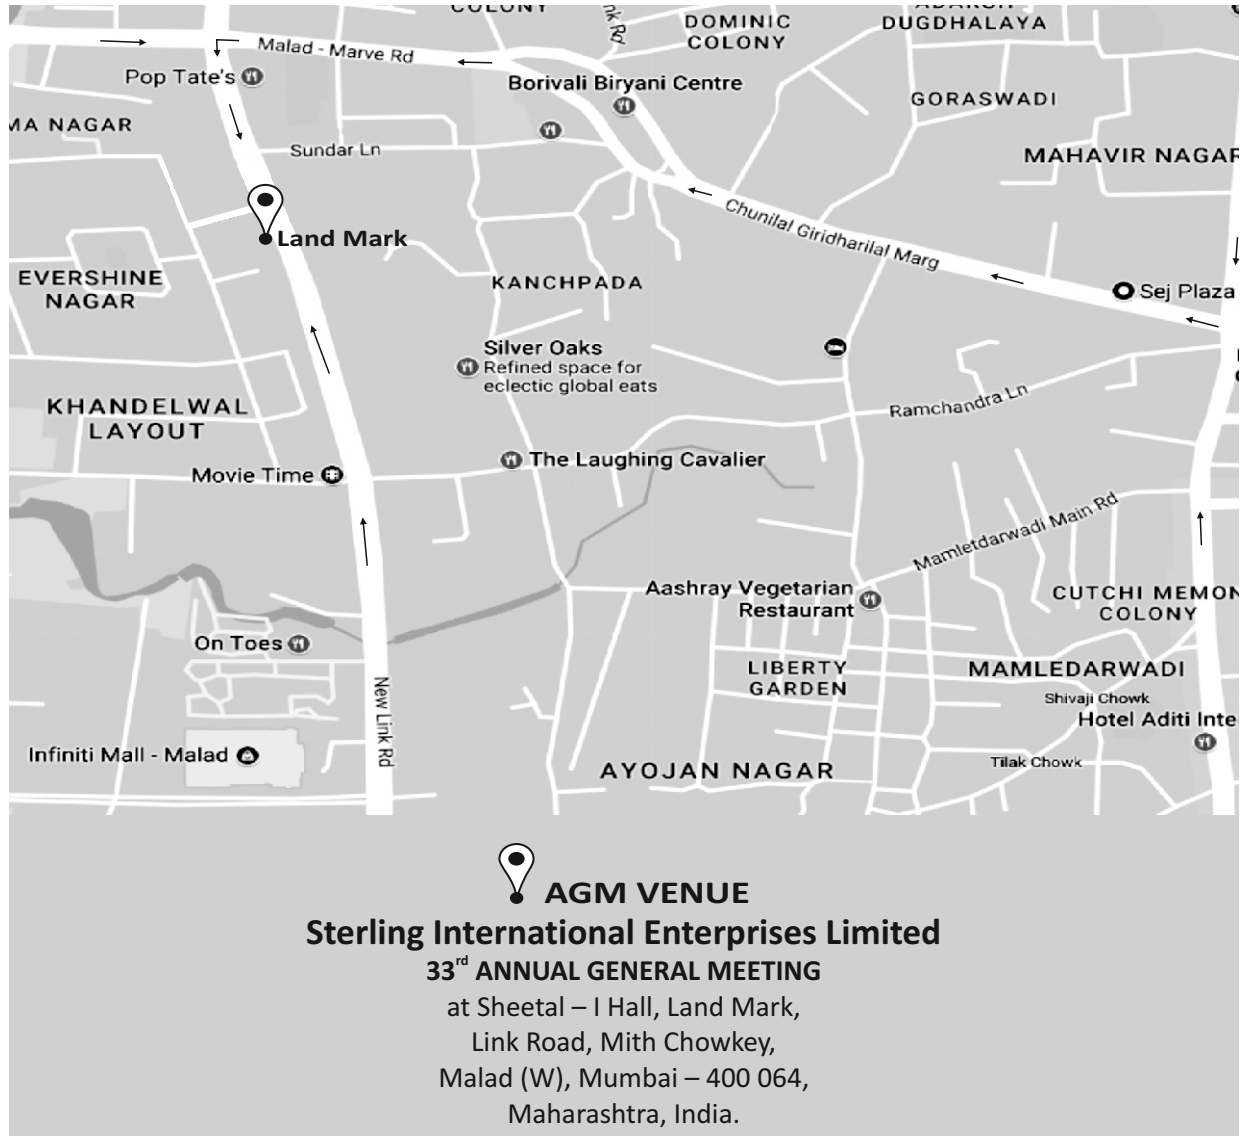 COLONY
DOMINIC
COLONY
DUGDHALAYA
Malad - Marve Rd
Pop Tate's
Borivali Biryani Centre
GORASWADI
MA NAGAR
Sundar Ln
MAHAVIR NAGAR
Chunilal Giridharilal Marg
Land Mark
EVERSHINE
NAGAR
KANCHPADA
Sej Plaza
Silver Oaks
Refined space for
eclectic global eats
KHANDELWAL
LAYOUT
Ramchandra Ln
Movie Time
The Laughing Cavalier
Mamletdarwadi Main Rd
Aashray Vegetarian
Restaurant
CUTCHI MEMON
COLONY
On Toes
LIBERTY
GARDEN
MAMLEDARWADI
Shivaji Chowk
Hotel Aditi Inte
New Link Rd
Infiniti Mall - Malad
AYOJAN NAGAR
Tilak Chowk
AGM VENUE
Sterling International Enterprises Limited
33rd ANNUAL GENERAL MEETING
at Sheetal – I Hall, Land Mark,
Link Road, Mith Chowkey,
Malad (W), Mumbai – 400 064,
Maharashtra, India.